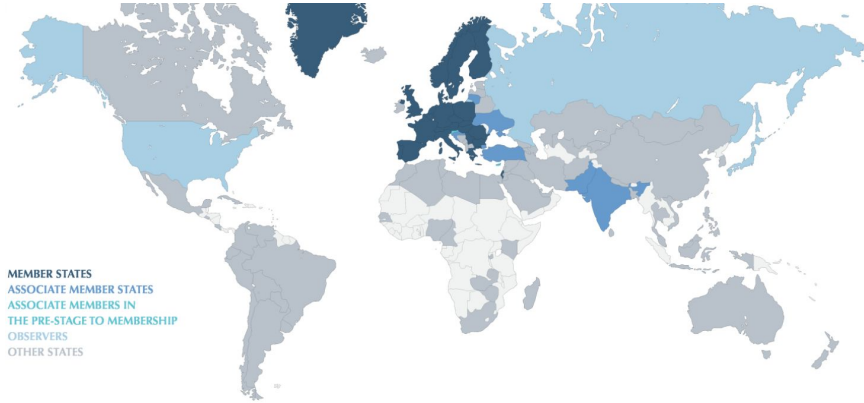 MEMBER STATES
ASSOCIATE MEMBER STATES
ASSOCIATE MEMBERS IN
THE PRE-STAGE TO MEMBERSHIP
OBSERVERS
OTHER STATES